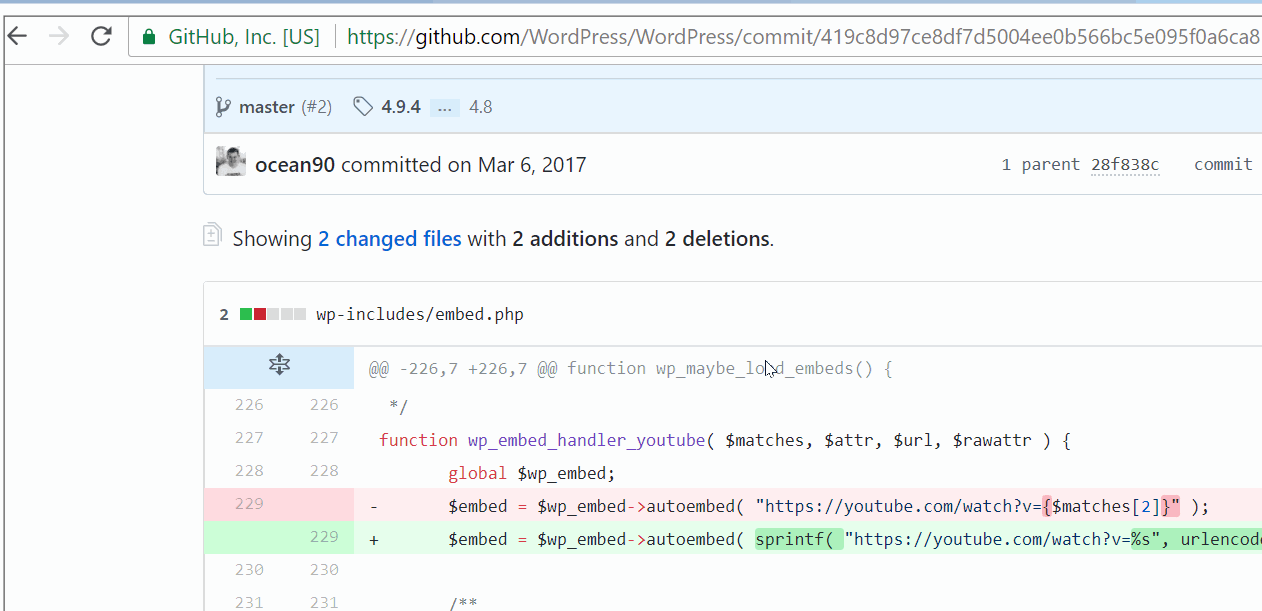 GitHub, Inc. [US] https://github.com/WordPress/WordPress/commit/419c8d97ce8df7d5004ee0b566bc5e095f0a6ca8
master (#2) 4.9.4 ... 4.8
ocean90 committed on Mar 6, 2017 1 parent 28f838c commit
Showing 2 changed files with 2 additions and 2 deletions.
2 wp-includes/embed.php
@@ -226,7 +226,7 @@ function wp_maybe_load_embeds() {
226 226 */
227 227 function wp_embed_handler_youtube( $matches, $attr, $url, $rawattr ) {
228 228 global $wp_embed;
229 - $embed = $wp_embed->autoembed( "https://youtube.com/watch?v={$matches[2]}" );
229 + $embed = $wp_embed->autoembed( sprintf( "https://youtube.com/watch?v=%s", urlencode
230 230
231 231 /**